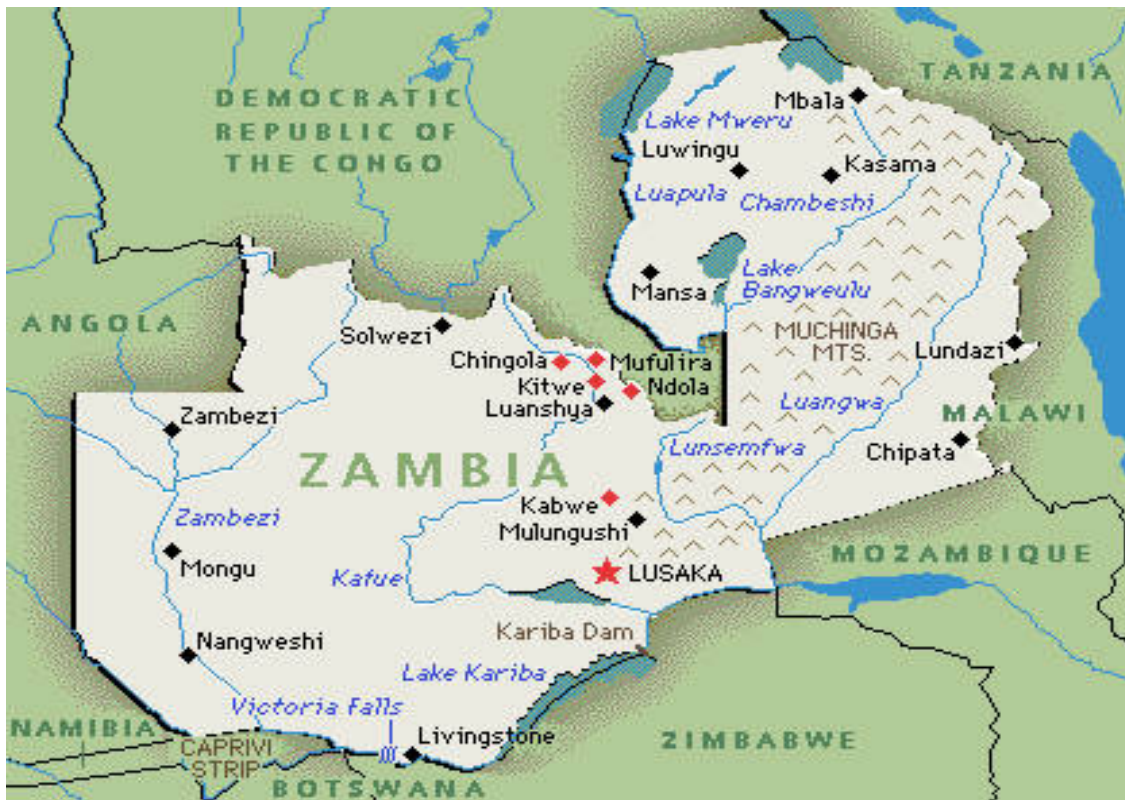 TANZANIA
DEMOCRATIC
REPUBLIC OF
THE CONGO
Mbala
Lake Mweru
Luwingu
Kasama
Luapula
Chambeshi
Mansa
Lake
Bangweulu
ANGOLA
Solwezi
MUCHINGA
MTS.
Lundazi
Chingola
Mufulira
Kitwe
Ndola
Luanshya
Luangwa
MALAWI
Zambezi
Lunsemfwa
Chipata
ZAMBIA
Kabwe
Zambezi
Mulungushi
MOZAMBIQUE
Mongu
Kafue
LUSAKA
Kariba Dam
Nangweshi
Lake Kariba
Victoria Falls
NAMIBIA
Livingstone
ZIMBABWE
CAPRIVI
STRIP
BOTSWANA